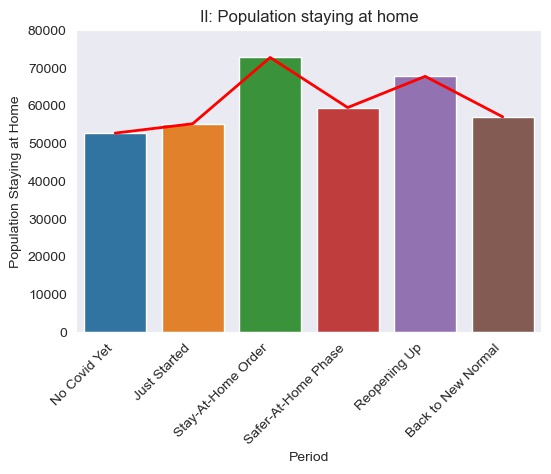 II: Population staying at home
80000
70000
60000
50000
40000
30000
20000
10000
0
Population Staying at Home
No Covid Yet
Just Started
Stay-At-Home Order
Safer-At-Home Phase
Reopening Up
Back to New Normal
Period